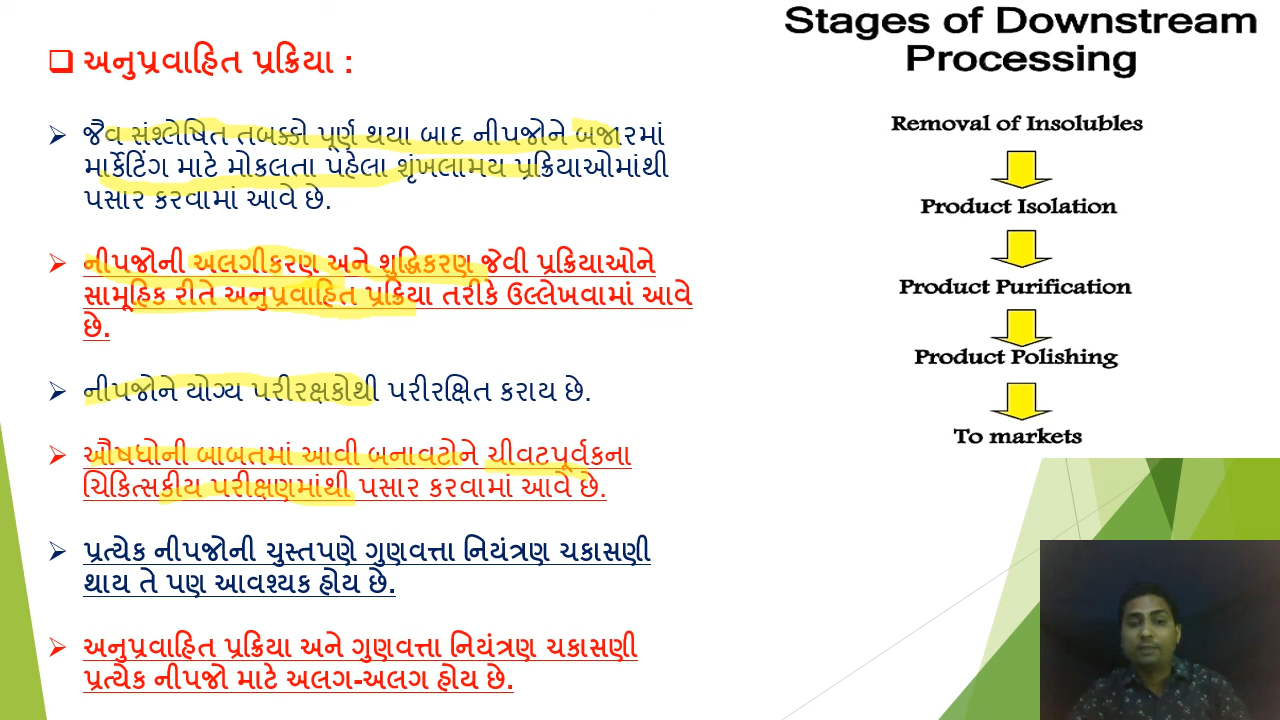 અનુપ્રવાહિત પ્રક્રિયા :
જૈવ સંશ્લેષિત તબક્કો પૂર્ણ થયા બાદ નીપજોને બજારમાં
માર્કેટિંગ માટે મોકલતા પેહેલા શૃંખલામય પ્રક્રિયાઓમાંથી
પસાર કરવામાં આવે છે.
નીપજોની અલગીકરણ અને શુદ્ધિકરણ જેવી પ્રક્રિયાઓને
સામૂહિક રીતે અનુપ્રવાહિત પ્રક્રિયા તરીકે ઉલ્લેખવામાં આવે
છે.
નીપજોને યોગ્ય પરીરક્ષકોથી પરીરક્ષિત કરાય છે.
ઔષધોની બાબતમાં આવી બનાવટોને ચીવટપૂર્વકના
ચિકિત્સકીય પરીક્ષણમાંથી પસાર કરવામાં આવે છે.
પ્રત્યેક નીપજોની ચુસ્તપણે ગુણવત્તા નિયંત્રણ ચકાસણી
થાય તે પણ આવશ્યક હોય છે.
અનુપ્રવાહિત પ્રક્રિયા અને ગુણવત્તા નિયંત્રણ ચકાસણી
પ્રત્યેક નીપજો માટે અલગ-અલગ હોય છે.
Stages of Downstream
Processing
Removal of Insolubles
Product Isolation
Product Purification
Product Polishing
To markets